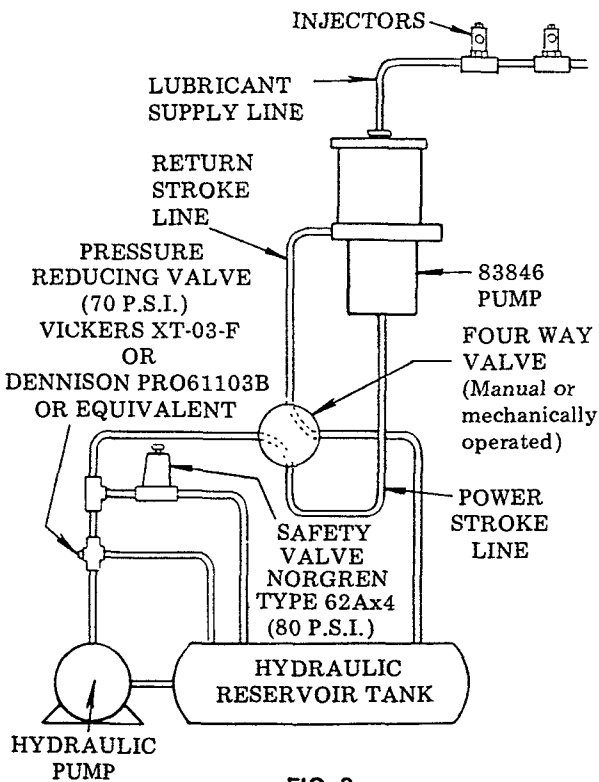 INJECTORS
LUBRICANT
SUPPLY LINE
RETURN
STROKE
LINE
PRESSURE
REDUCING VALVE
(70 P.S.I.)
VICKERS XT-03-F
OR
DENNISON PRO61103B
OR EQUIVALENT
83846
PUMP
FOUR WAY
VALVE
(Manual or
mechanically
operated)
POWER
STROKE
LINE
SAFETY
VALVE
NORGREN
TYPE 62Ax4
(80 P.S.I.)
HYDRAULIC
RESERVOIR TANK
HYDRAULIC
PUMP